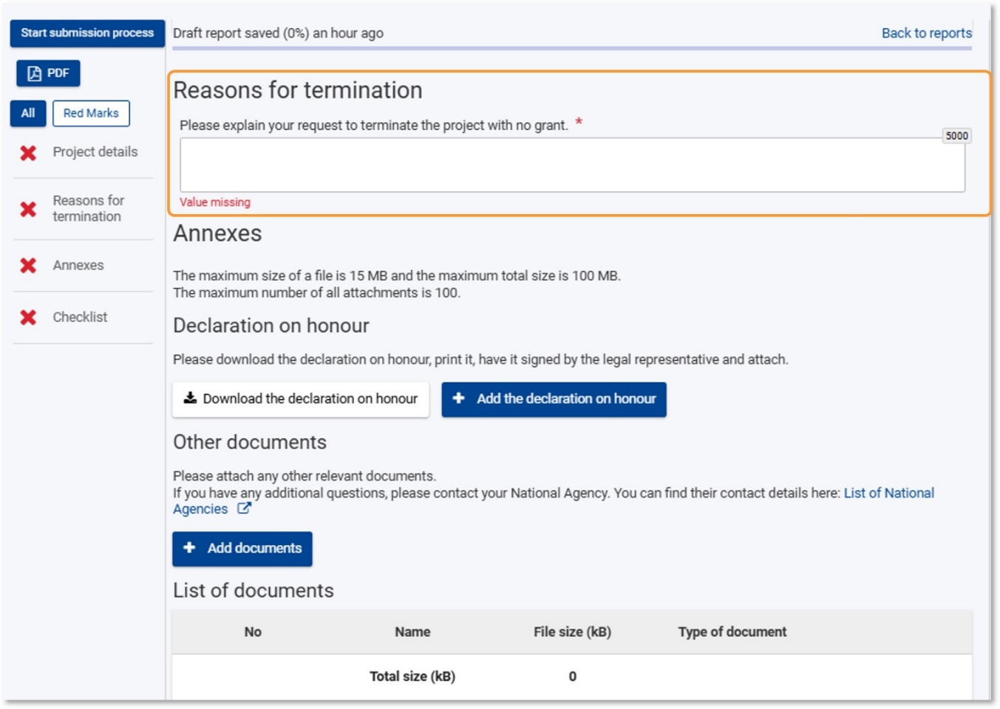 Start submission process
Draft report saved (0%) an hour ago
Back to reports
PDF
All
Red Marks
Project details
Reasons for
termination
Annexes
Checklist
Reasons for termination
Please explain your request to terminate the project with no grant. *
5000
Value missing
Annexes
The maximum size of a file is 15 MB and the maximum total size is 100 MB.
The maximum number of all attachments is 100.
Declaration on honour
Please download the declaration on honour, print it, have it signed by the legal representative and attach.
Download the declaration on honour
+ Add the declaration on honour
Other documents
Please attach any other relevant documents.
If you have any additional questions, please contact your National Agency. You can find their contact details here: List of National
Agencies
+ Add documents
List of documents
No Name File size (kB) Type of document
Total size (kB) 0